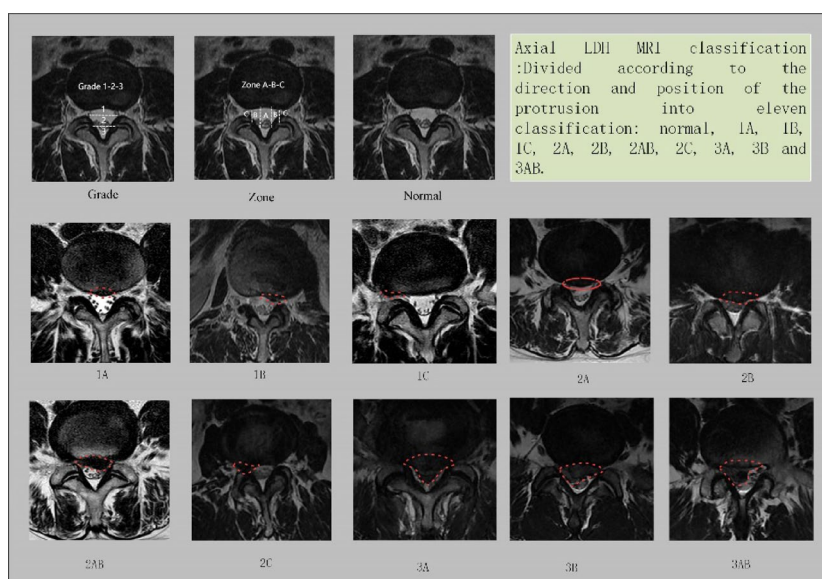 Grade 1-2-3
1
2
Grade
Zone A-B-C
C B A B C
Zone
Normal
Axial LDH MRI classification
:Divided according to the
direction and position of the
protrusion into eleven
classification: normal, 1A, 1B,
1C, 2A, 2B, 2AB, 2C, 3A, 3B and
3AB.
1A
1B
1C
2A
2B
2AB
2C
3A
3B
3AB